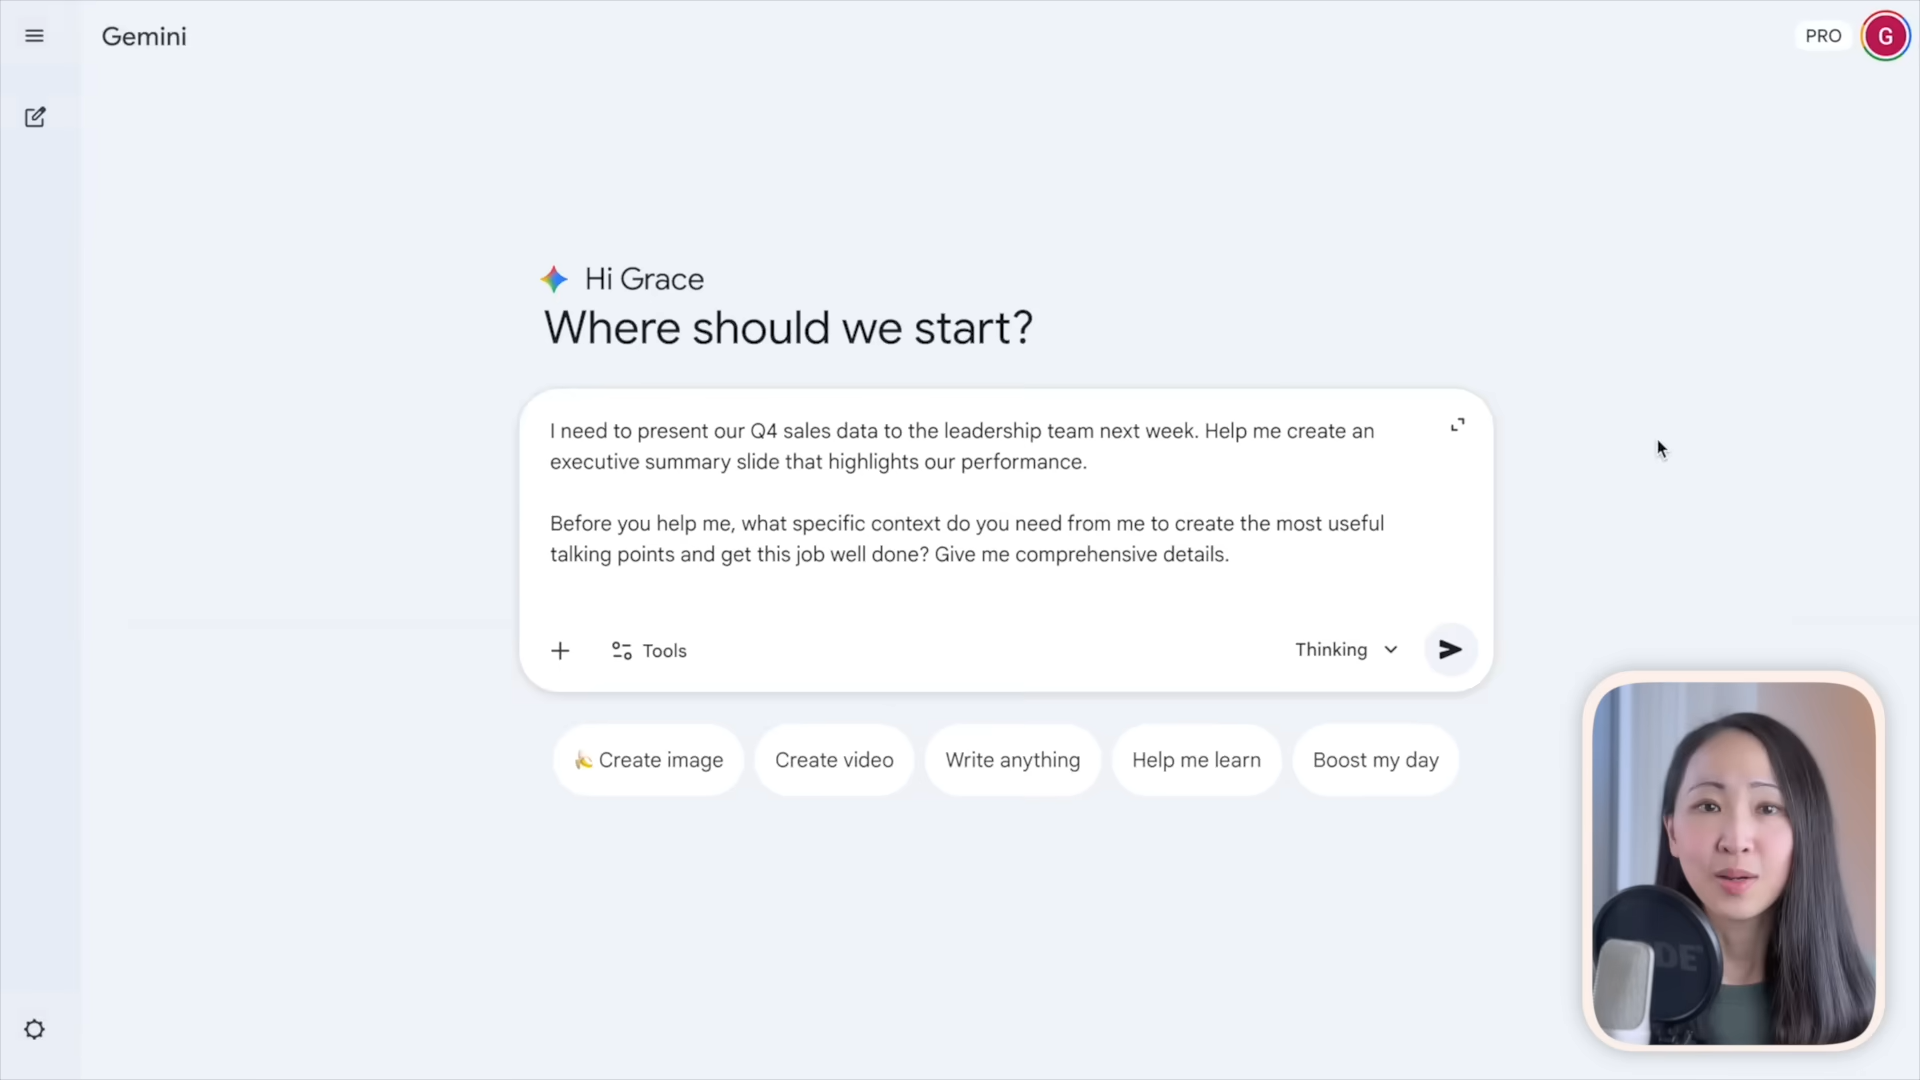 Gemini
PRO
G
Hi Grace
Where should we start?
I need to present our Q4 sales data to the leadership team next week. Help me create an
executive summary slide that highlights our performance.
Before you help me, what specific context do you need from me to create the most useful
talking points and get this job well done? Give me comprehensive details.
Tools
Thinking
Create image
Create video
Write anything
Help me learn
Boost my day
DE